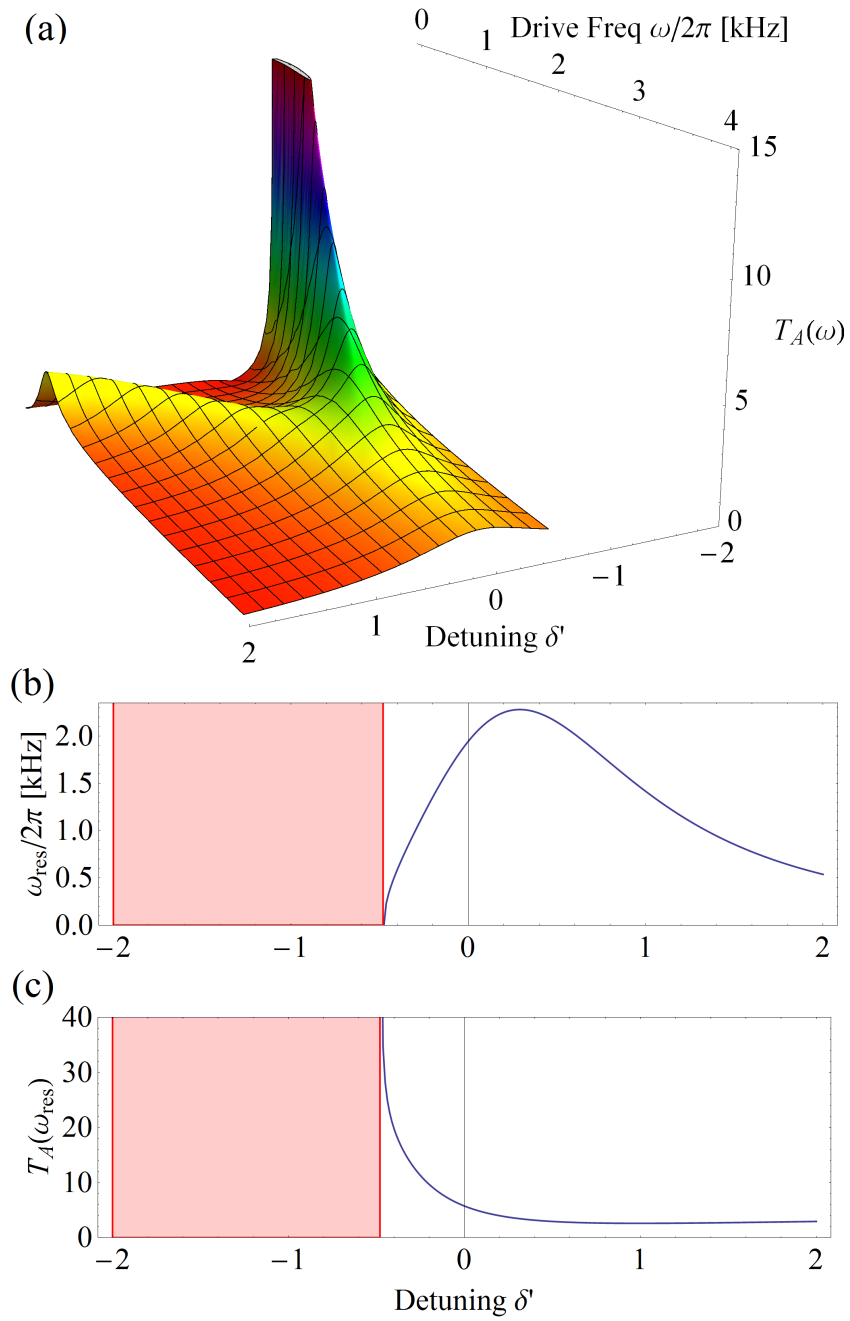 (a)
0
1
2
3
4
Drive Freq ω/2π [kHz]
15
10
5
0
T_A(ω)
−2
−1
0
1
2
Detuning δ'
(b)
ω_res/2π [kHz]
2.0
1.5
1.0
0.5
0.0
−2 −1 0 1 2
(c)
T_A(ω_res)
40
30
20
10
0
−2 −1 0 1 2
Detuning δ'